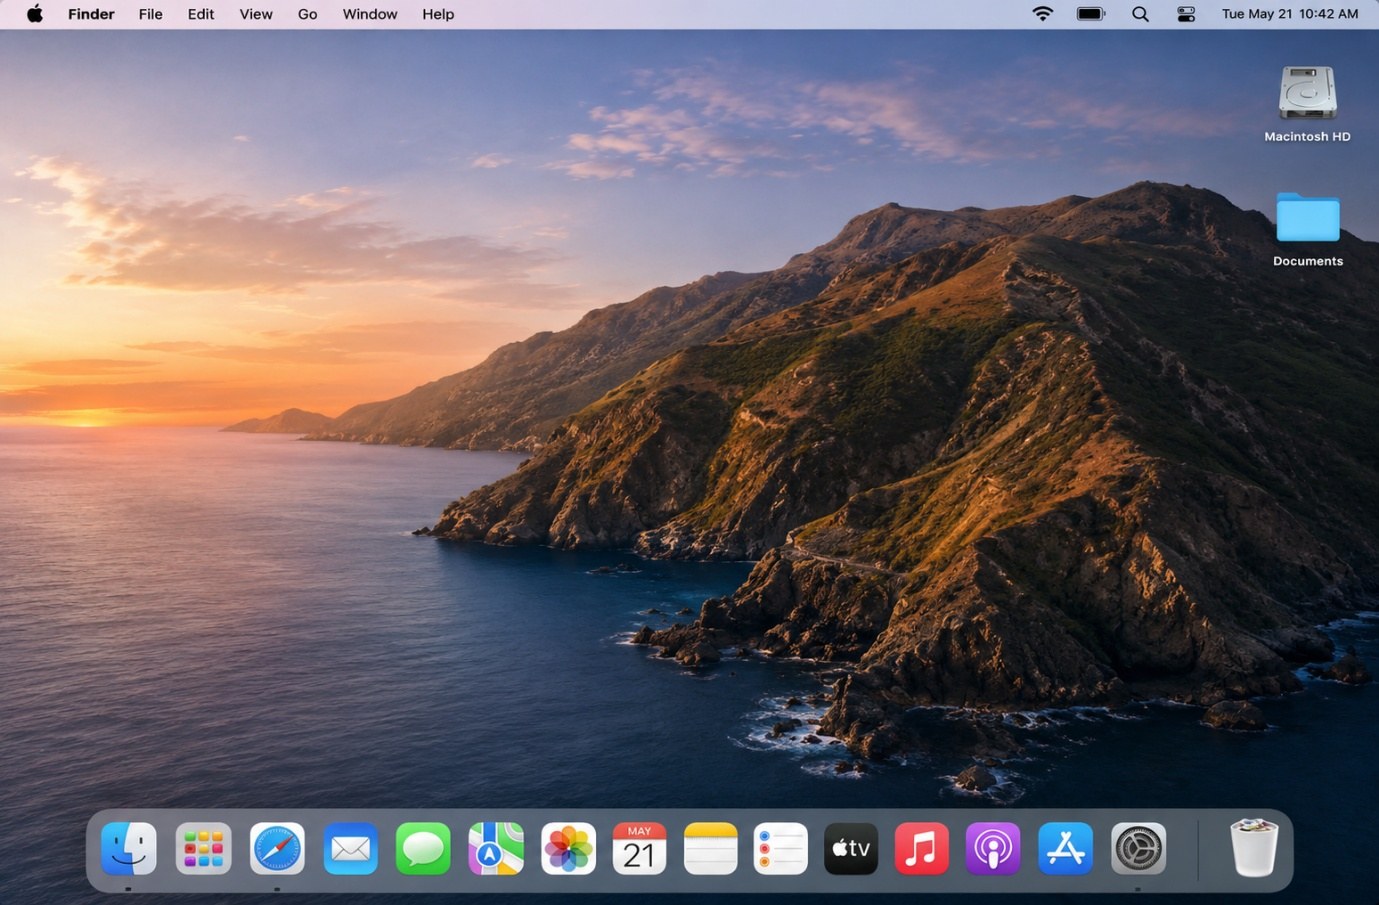 Finder File Edit View Go Window Help Tue May 21 10:42 AM
Macintosh HD
Documents
MAY
21
tv